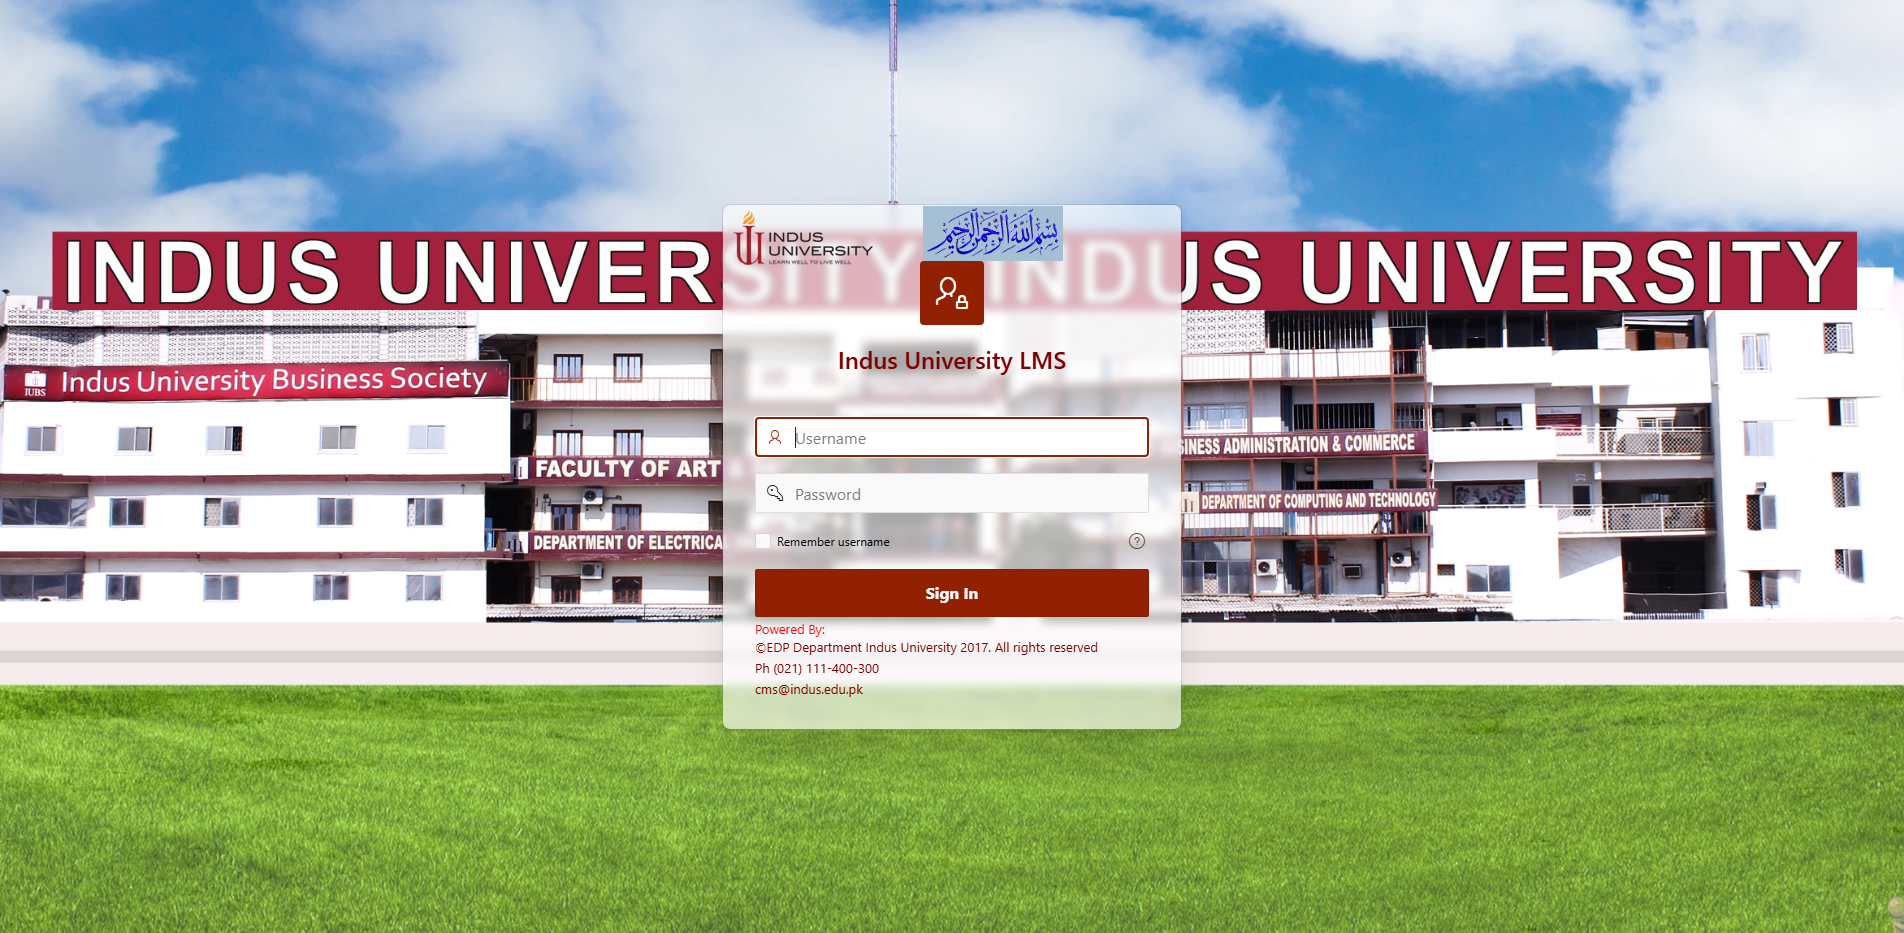 INDUS UNIVERSITY INDUS UNIVERSITY
INDUS
UNIVERSITY
LEARN WELL TO LIVE WELL
بسم الله الرحمن الرحيم
Indus University LMS
Indus University Business Society
IUBS
Username
Password
Remember username
?
Sign In
Powered By:
©EDP Department Indus University 2017. All rights reserved
Ph (021) 111-400-300
cms@indus.edu.pk
FACULTY OF ART
DEPARTMENT OF ELECTRICA
SINESS ADMINISTRATION & COMMERCE
DEPARTMENT OF COMPUTING AND TECHNOLOGY